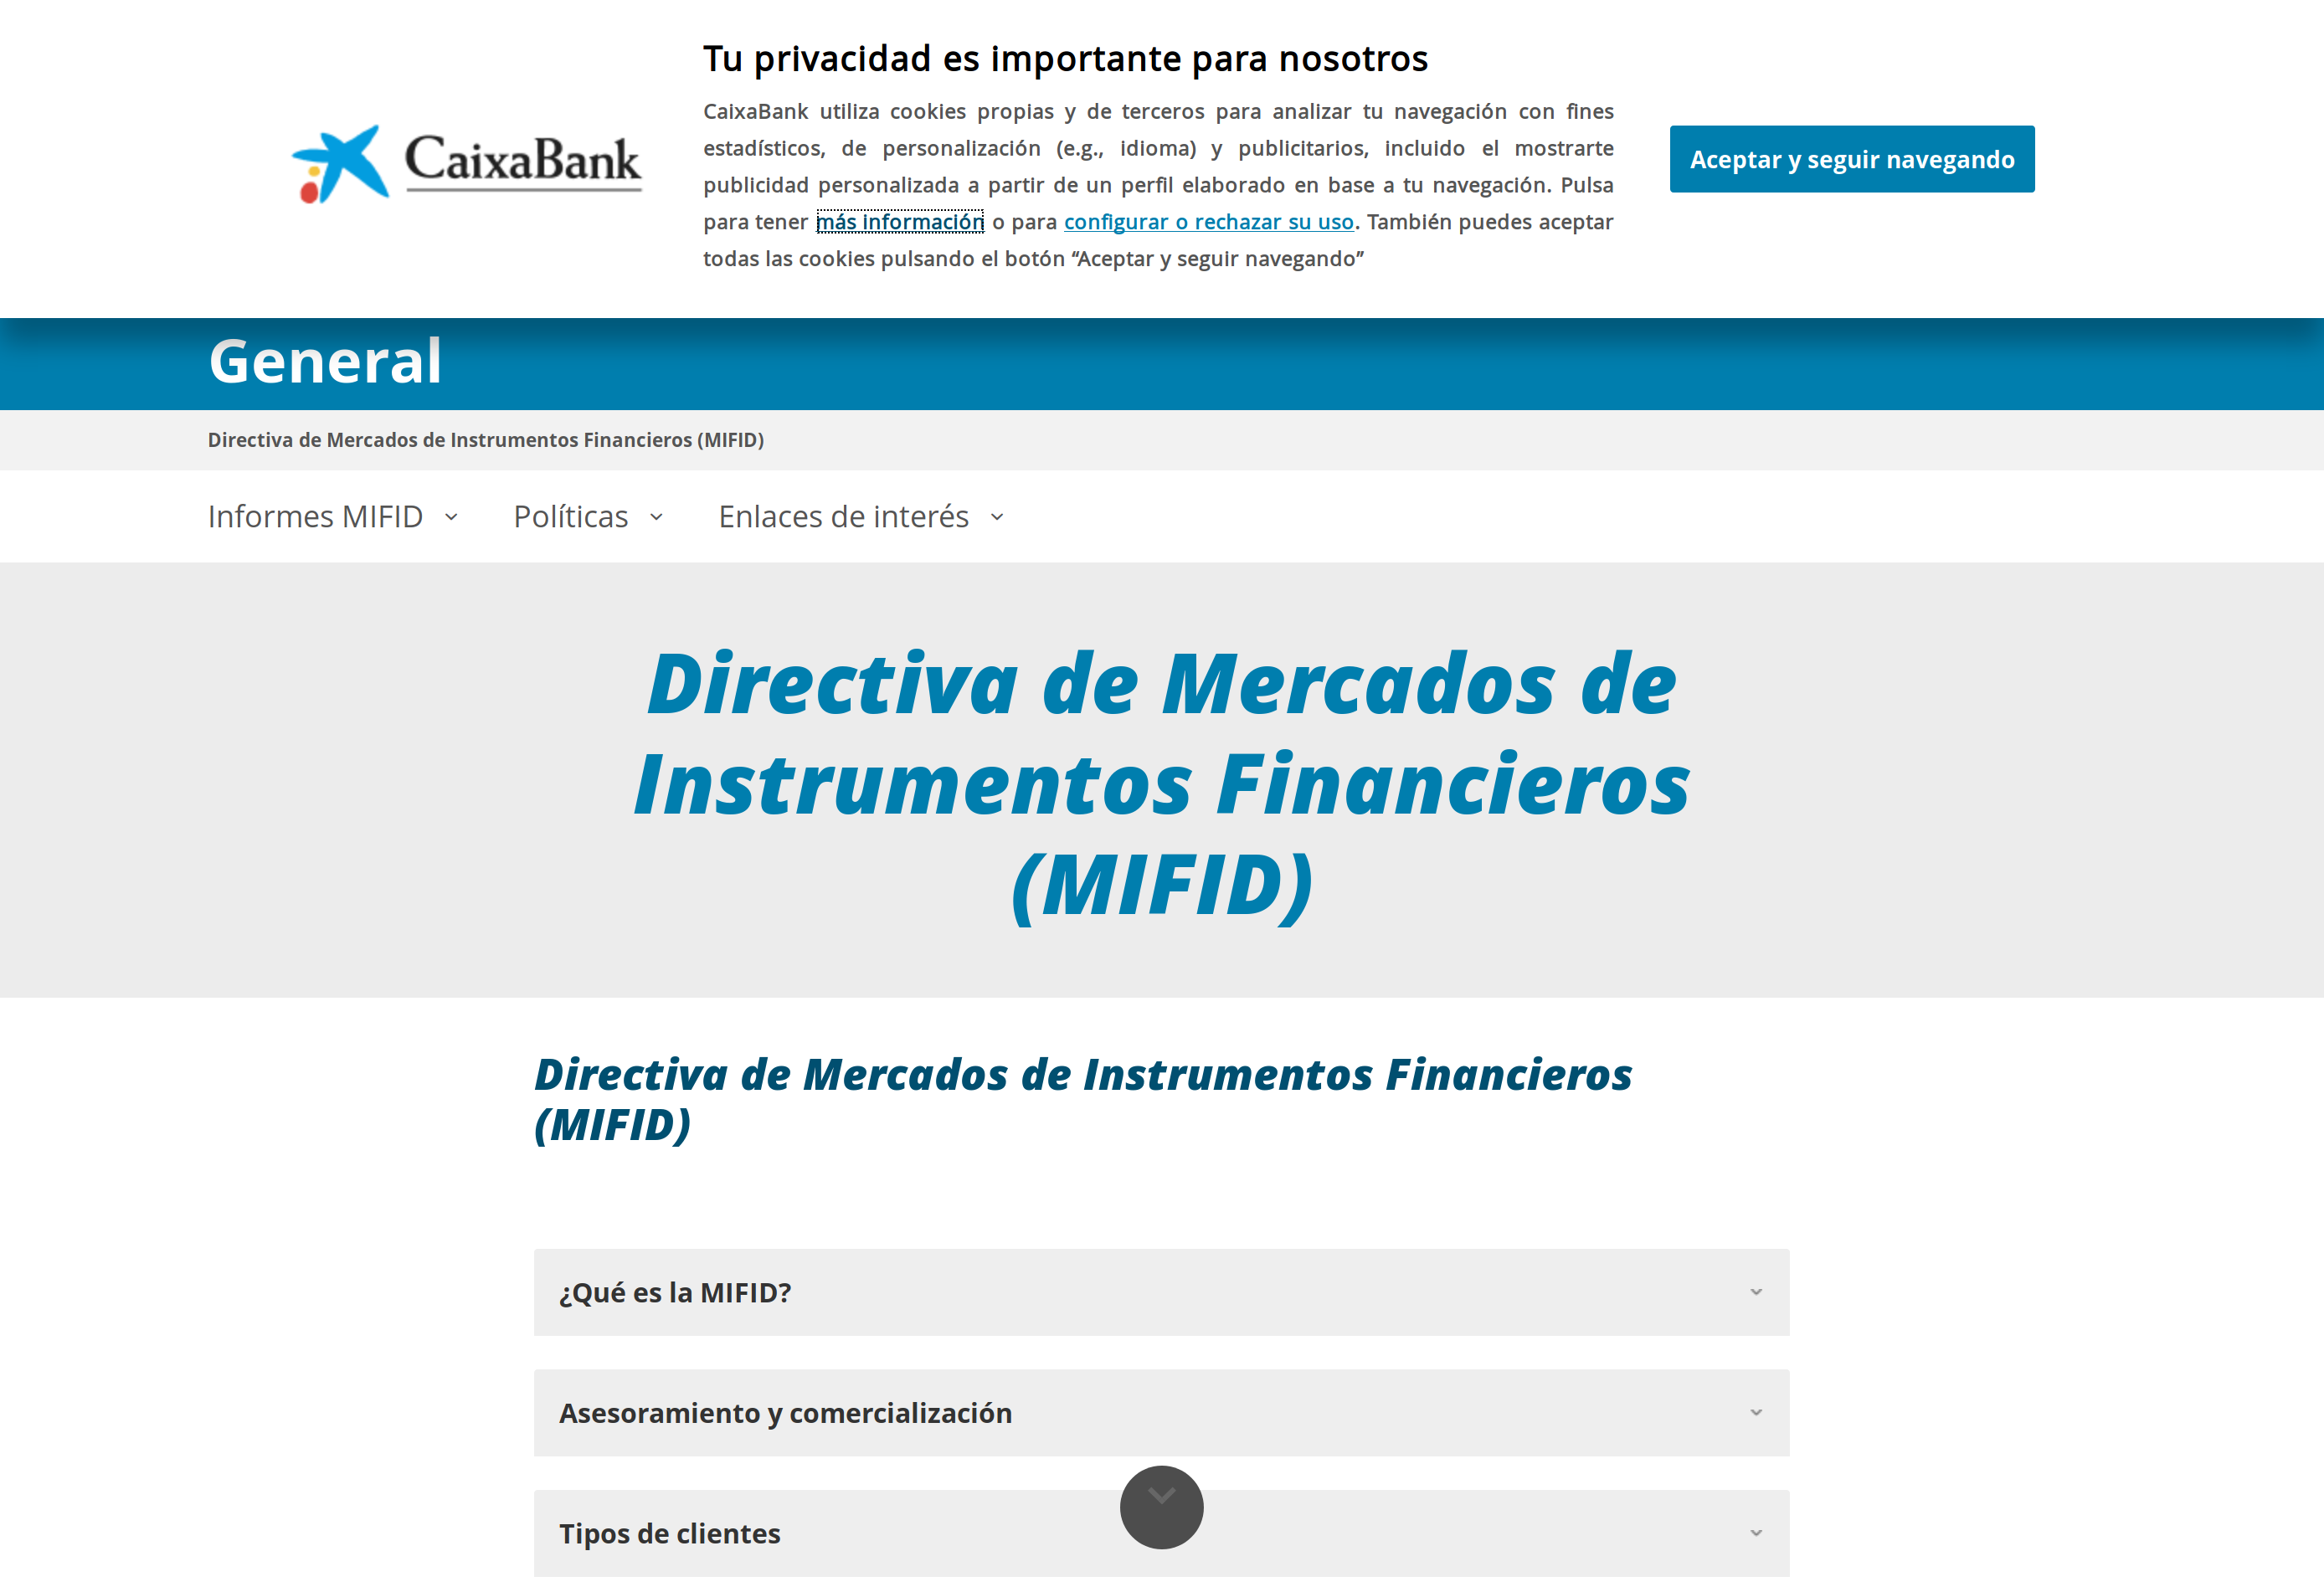 Tu privacidad es importante para nosotros
CaixaBank
CaixaBank utiliza cookies propias y de terceros para analizar tu navegación con fines
estadísticos, de personalización (e.g., idioma) y publicitarios, incluido el mostrarte
publicidad personalizada a partir de un perfil elaborado en base a tu navegación. Pulsa
para tener más información o para configurar o rechazar su uso. También puedes aceptar
todas las cookies pulsando el botón “Aceptar y seguir navegando”
Aceptar y seguir navegando
General
Directiva de Mercados de Instrumentos Financieros (MIFID)
Informes MIFID Políticas Enlaces de interés
Directiva de Mercados de
Instrumentos Financieros
(MIFID)
Directiva de Mercados de Instrumentos Financieros
(MIFID)
¿Qué es la MIFID?
Asesoramiento y comercialización
Tipos de clientes